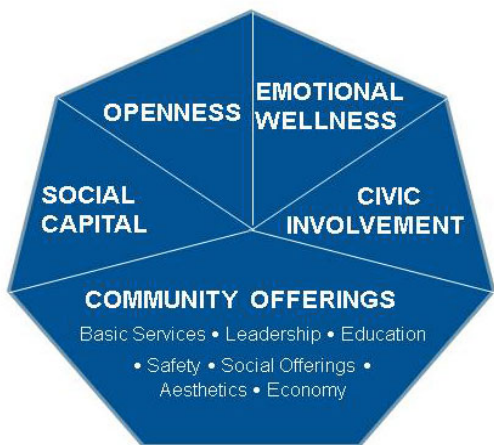 OPENNESS
EMOTIONAL
WELLNESS
SOCIAL
CAPITAL
CIVIC
INVOLVEMENT
COMMUNITY OFFERINGS
Basic Services • Leadership • Education
• Safety • Social Offerings •
Aesthetics • Economy